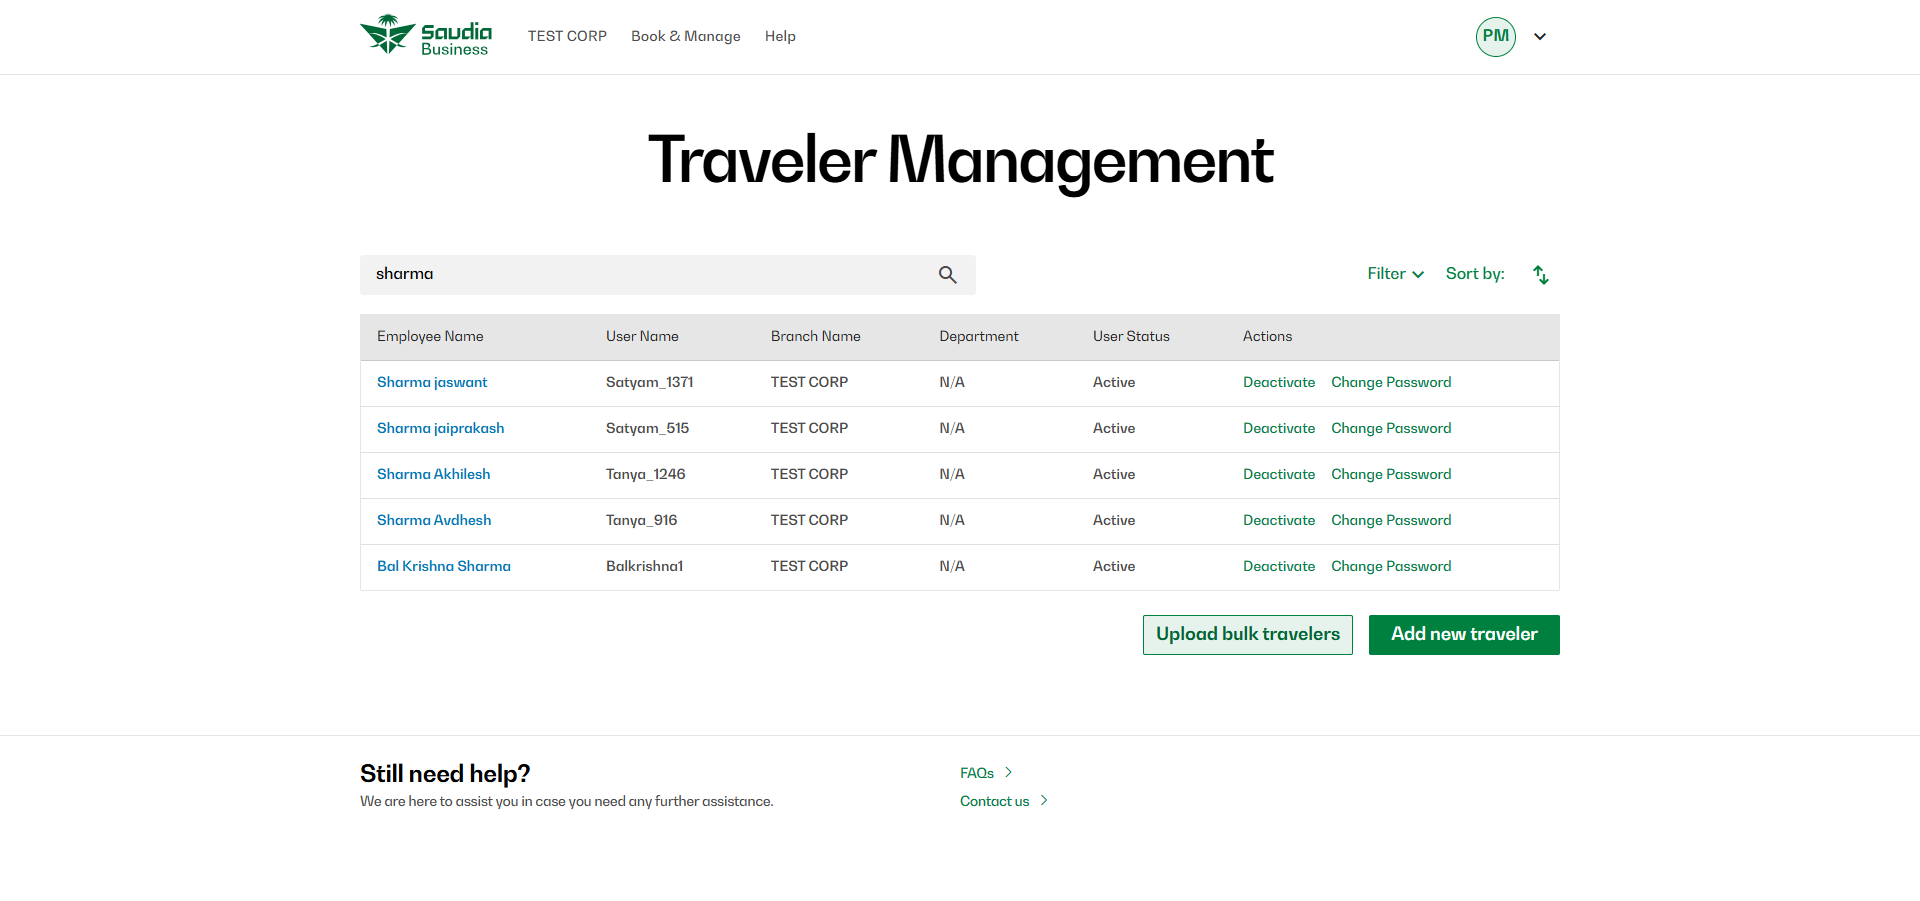 Saudia
Business
TEST CORP Book & Manage Help PM
Traveler Management
sharma Filter Sort by:
Employee Name User Name Branch Name Department User Status Actions
Sharma jaswant Satyam_1371 TEST CORP N/A Active Deactivate Change Password
Sharma jaiprakash Satyam_515 TEST CORP N/A Active Deactivate Change Password
Sharma Akhilesh Tanya_1246 TEST CORP N/A Active Deactivate Change Password
Sharma Avdhesh Tanya_916 TEST CORP N/A Active Deactivate Change Password
Bal Krishna Sharma Balkrishna1 TEST CORP N/A Active Deactivate Change Password
Upload bulk travelers Add new traveler
Still need help?
We are here to assist you in case you need any further assistance.
FAQs
Contact us